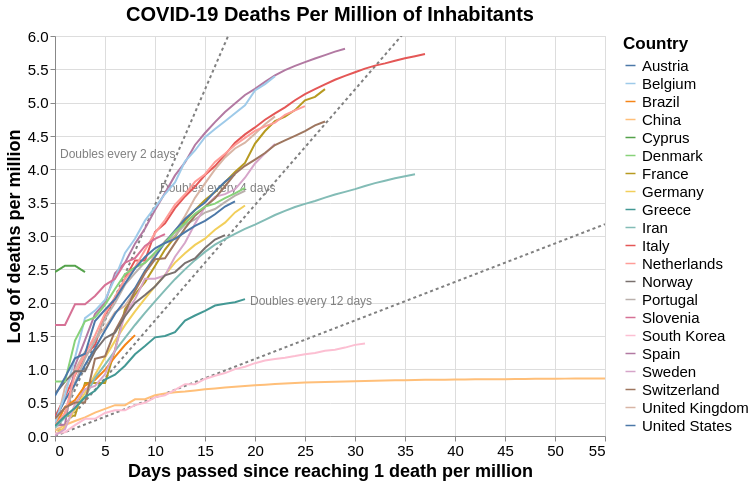 COVID-19 Deaths Per Million of Inhabitants
Log of deaths per million
6.0
5.5
5.0
4.5
4.0
3.5
3.0
2.5
2.0
1.5
1.0
0.5
0.0
Doubles every 2 days
Doubles every 4 days
Doubles every 12 days
0 5 10 15 20 25 30 35 40 45 50 55
Days passed since reaching 1 death per million
Country
Austria
Belgium
Brazil
China
Cyprus
Denmark
France
Germany
Greece
Iran
Italy
Netherlands
Norway
Portugal
Slovenia
South Korea
Spain
Sweden
Switzerland
United Kingdom
United States